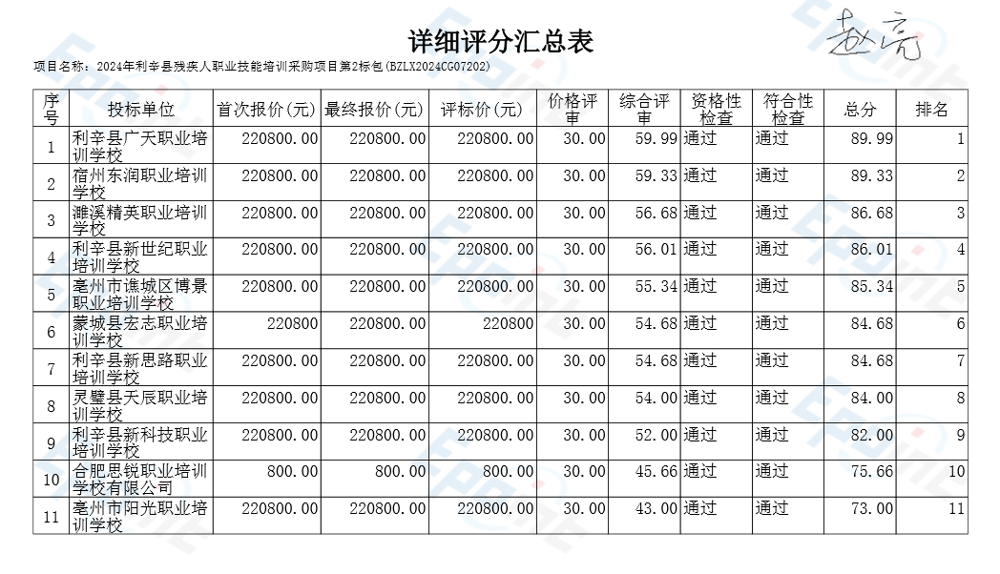 详细评分汇总表
赵亮
项目名称：2024年利辛县残疾人职业技能培训采购项目第2标包(BZLX2024CG07202)
序号 投标单位 首次报价(元) 最终报价(元) 评标价(元) 价格评审 综合评审 资格性检查 符合性检查 总分 排名
1 利辛县广天职业培训学校 220800.00 220800.00 220800.00 30.00 59.99 通过 通过 89.99 1
2 宿州东润职业培训学校 220800.00 220800.00 220800.00 30.00 59.33 通过 通过 89.33 2
3 濉溪精英职业培训学校 220800.00 220800.00 220800.00 30.00 56.68 通过 通过 86.68 3
4 利辛县新世纪职业培训学校 220800.00 220800.00 220800.00 30.00 56.01 通过 通过 86.01 4
5 亳州市谯城区博景职业培训学校 220800.00 220800.00 220800.00 30.00 55.34 通过 通过 85.34 5
6 蒙城县宏志职业培训学校 220800 220800.00 220800 30.00 54.68 通过 通过 84.68 6
7 利辛县新思路职业培训学校 220800.00 220800.00 220800.00 30.00 54.68 通过 通过 84.68 7
8 灵璧县天辰职业培训学校 220800.00 220800.00 220800.00 30.00 54.00 通过 通过 84.00 8
9 利辛县新科技职业培训学校 220800.00 220800.00 220800.00 30.00 52.00 通过 通过 82.00 9
10 合肥思锐职业培训学校有限公司 800.00 800.00 800.00 30.00 45.66 通过 通过 75.66 10
11 亳州市阳光职业培训学校 220800.00 220800.00 220800.00 30.00 43.00 通过 通过 73.00 11